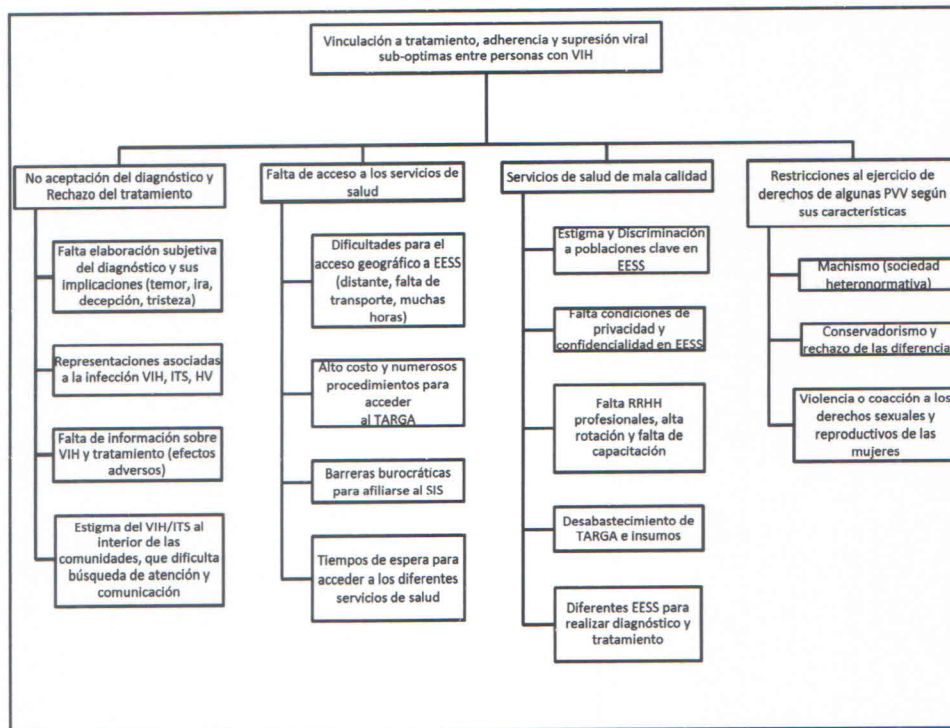 Vinculación a tratamiento, adherencia y supresión viral
sub-optimas entre personas con VIH
No aceptación del diagnóstico y
Rechazo del tratamiento
Falta elaboración subjetiva
del diagnóstico y sus
implicaciones (temor, ira,
decepción, tristeza)
Representaciones asociadas
a la infección VIH, ITS, HV
Falta de información sobre
VIH y tratamiento (efectos
adversos)
Estigma del VIH/ITS al
interior de las
comunidades, que dificulta
búsqueda de atención y
comunicación
Falta de acceso a los servicios de
salud
Dificultades para el
acceso geográfico a EESS
(distante, falta de
transporte, muchas
horas)
Alto costo y numerosos
procedimientos para
acceder
al TARGA
Barreras burocráticas
para afiliarse al SIS
Tiempos de espera para
acceder a los diferentes
servicios de salud
Servicios de salud de mala calidad
Estigma y Discriminación
a poblaciones clave en
EESS
Falta condiciones de
privacidad y
confidencialidad en EESS
Falta RRHH
profesionales, alta
rotación y falta de
capacitación
Desabastecimiento de
TARGA e insumos
Diferentes EESS para
realizar diagnóstico y
tratamiento
Restricciones al ejercicio de
derechos de algunas PVV según
sus características
Machismo (sociedad
heteronormativa)
Conservadorismo y
rechazo de las diferencia
Violencia o coacción a los
derechos sexuales y
reproductivos de las
mujeres